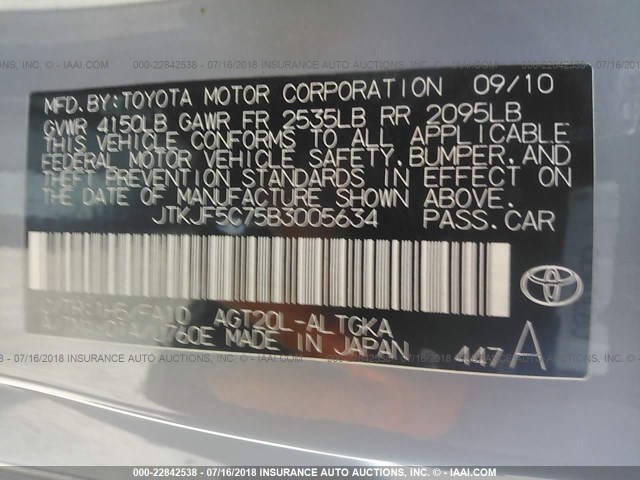 000-22842538 - 07/16/2018 INSURANCE AUTO AUCTIONS, INC. - © - IAAI.COM
MFD.BY:TOYOTA MOTOR CORPORATION 09/10
GVWR 4150LB GAWR FR 2535LB RR 2095LB
THIS VEHICLE CONFORMS TO ALL APPLICABLE
FEDERAL MOTOR VEHICLE SAFETY,BUMPER,AND
THEFT PREVENTION STANDARDS IN EFFECT ON
THE DATE OF MANUFACTURE SHOWN ABOVE.
JTKJF5C75B3005634 PASS.CAR
AGT20L-ALTGKA
MADE IN JAPAN 447A
000-22842538 - 07/16/2018 INSURANCE AUTO AUCTIONS, INC. - © - IAAI.COM